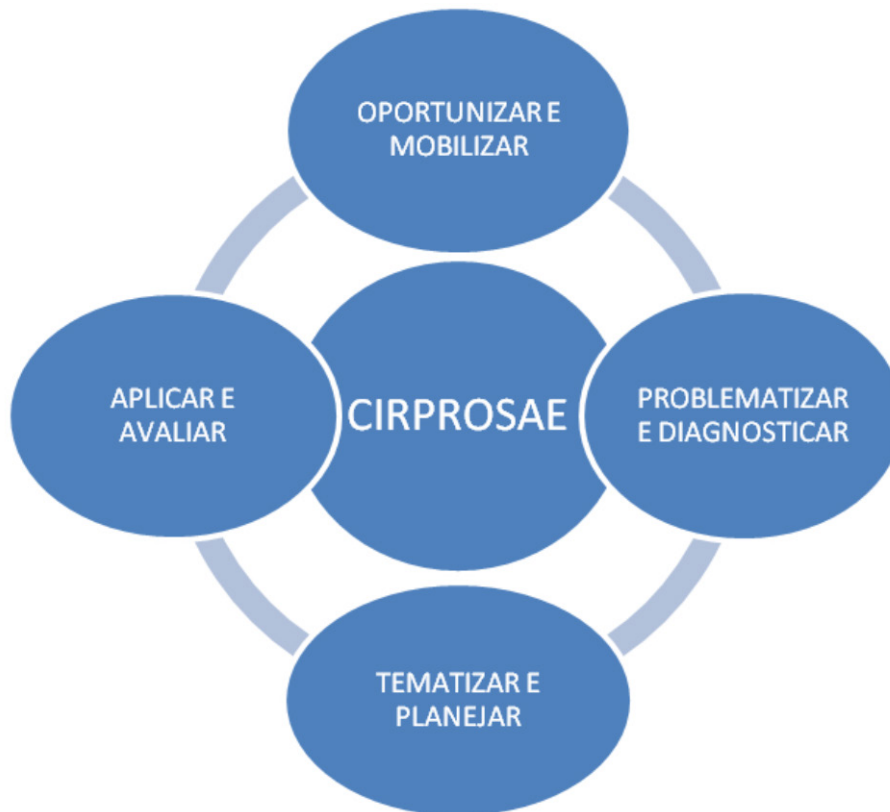 OPORTUNIZAR E
MOBILIZAR
APLICAR E
AVALIAR
CIRPROSAE
PROBLEMATIZAR
E DIAGNOSTICAR
TEMATIZAR E
PLANEJAR